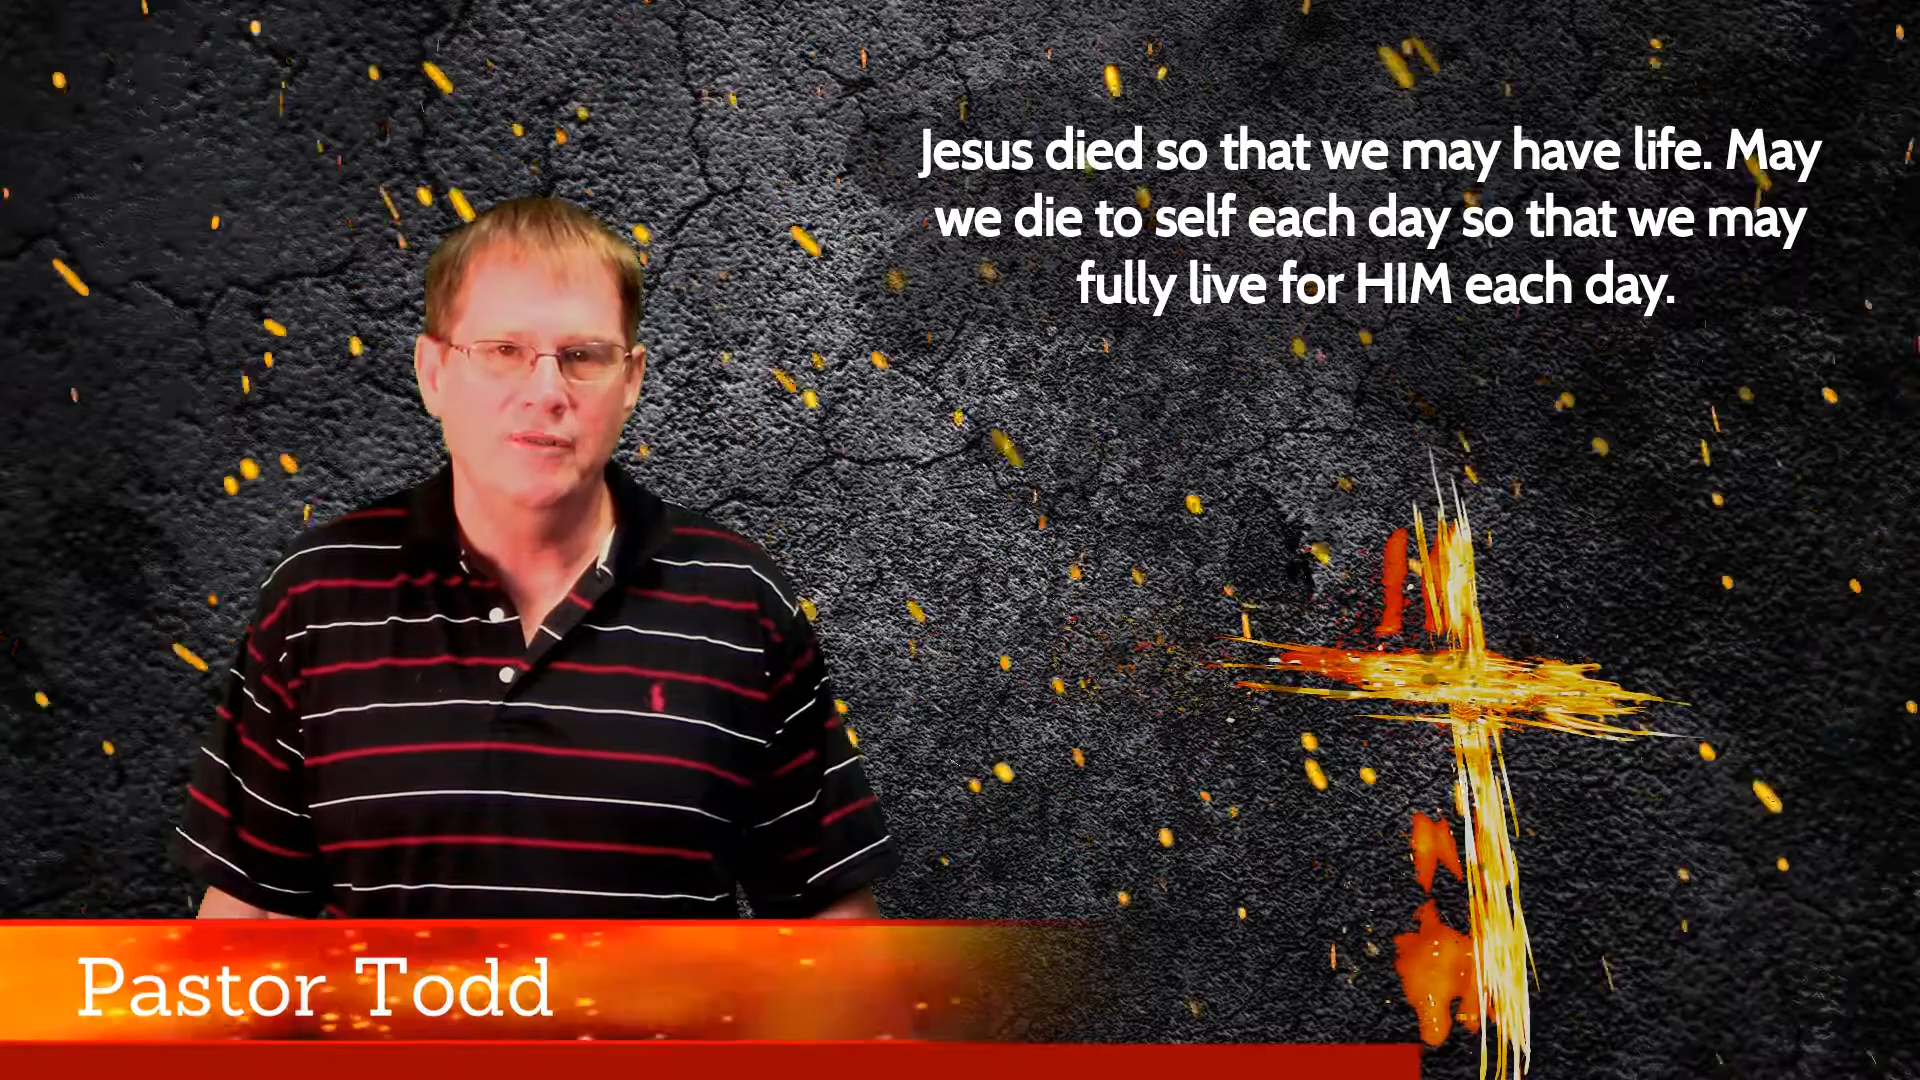 Jesus died so that we may have life. May
we die to self each day so that we may
fully live for HIM each day.
Pastor Todd